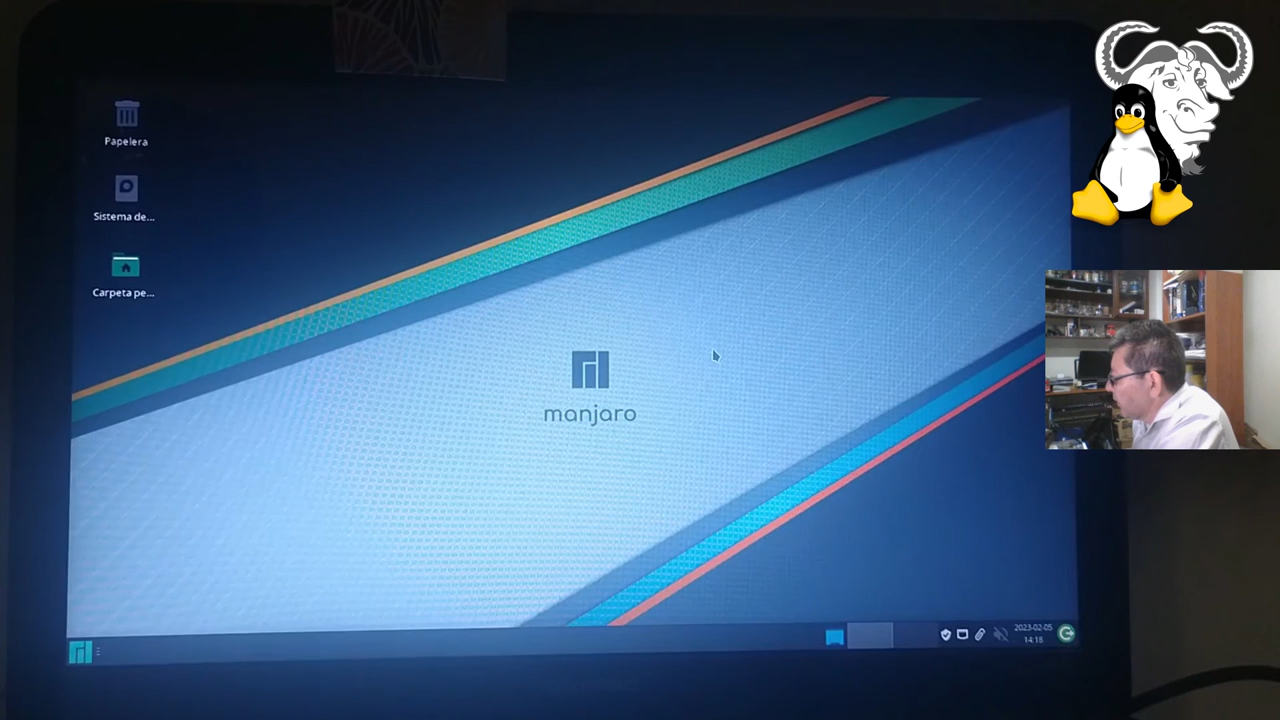 Papelera
Sistema de...
Carpeta pe...
manjaro
2023-02-05
14:18